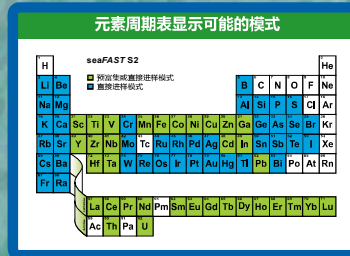 元素周期表显示可能的模式
seaFAST S2
预富集或直接进样模式
直接进样模式
H He
Li Be B C N O F Ne
Na Mg Al Si P S Cl Ar
K Ca Sc Ti V Cr Mn Fe Co Ni Cu Zn Ga Ge As Se Br Kr
Rb Sr Y Zr Nb Mo Tc Ru Rh Pd Ag Cd In Sn Sb Te I Xe
Cs Ba Hf Ta W Re Os Ir Pt Au Hg Tl Pb Bi Po At Rn
Fr Ra
La Ce Pr Nd Pm Sm Eu Gd Tb Dy Ho Er Tm Yb Lu
Ac Th Pa U